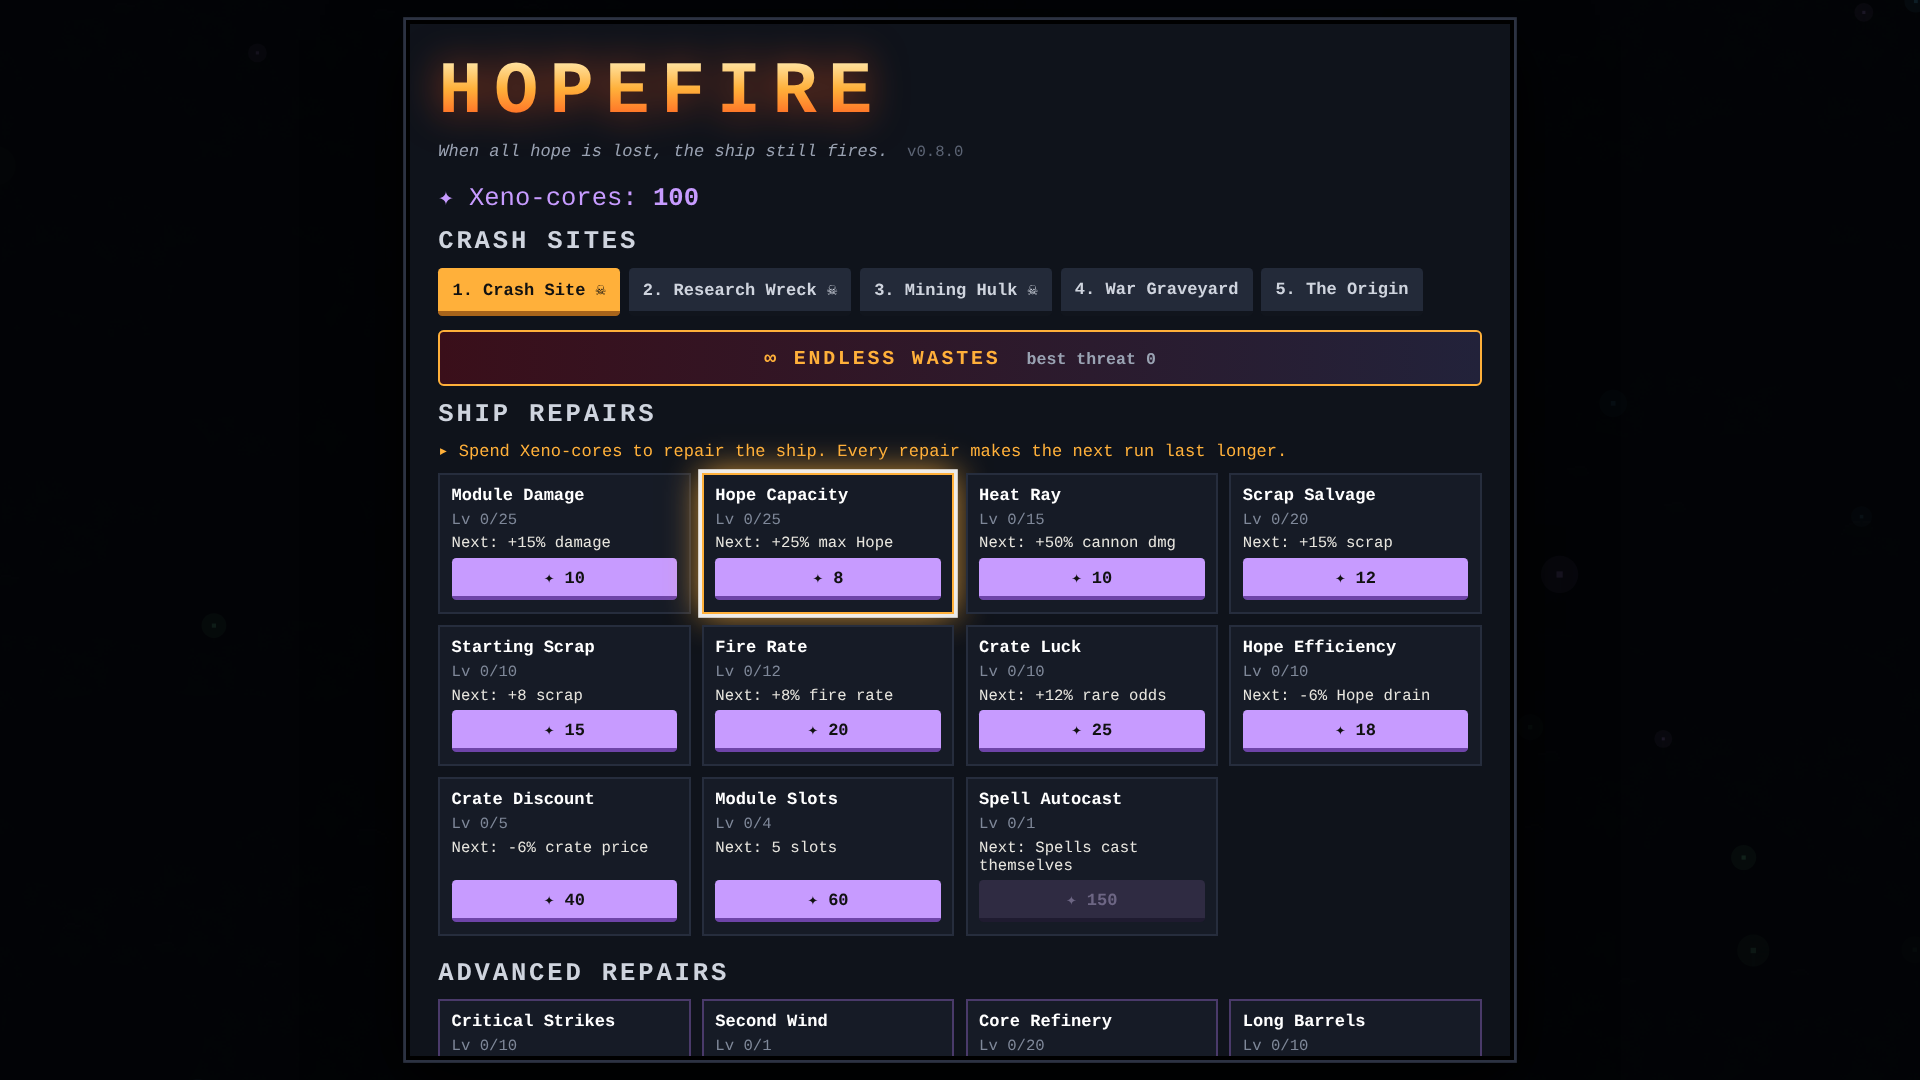 HOPEFIRE
When all hope is lost, the ship still fires. v0.8.0
✦ Xeno-cores: 100
CRASH SITES
1. Crash Site ☠ 2. Research Wreck ☠ 3. Mining Hulk ☠ 4. War Graveyard 5. The Origin
∞ ENDLESS WASTES best threat 0
SHIP REPAIRS
▸ Spend Xeno-cores to repair the ship. Every repair makes the next run last longer.
Module Damage
Lv 0/25
Next: +15% damage
✦ 10
Hope Capacity
Lv 0/25
Next: +25% max Hope
✦ 8
Heat Ray
Lv 0/15
Next: +50% cannon dmg
✦ 10
Scrap Salvage
Lv 0/20
Next: +15% scrap
✦ 12
Starting Scrap
Lv 0/10
Next: +8 scrap
✦ 15
Fire Rate
Lv 0/12
Next: +8% fire rate
✦ 20
Crate Luck
Lv 0/10
Next: +12% rare odds
✦ 25
Hope Efficiency
Lv 0/10
Next: -6% Hope drain
✦ 18
Crate Discount
Lv 0/5
Next: -6% crate price
✦ 40
Module Slots
Lv 0/4
Next: 5 slots
✦ 60
Spell Autocast
Lv 0/1
Next: Spells cast
themselves
✦ 150
ADVANCED REPAIRS
Critical Strikes
Lv 0/10
Second Wind
Lv 0/1
Core Refinery
Lv 0/20
Long Barrels
Lv 0/10